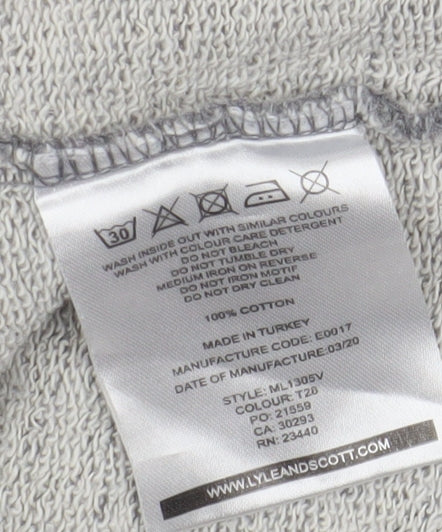 30
WASH INSIDE OUT WITH SIMILAR COLOURS
WASH WITH COLOUR CARE DETERGENT
DO NOT BLEACH
DO NOT TUMBLE DRY
MEDIUM IRON ON REVERSE
DO NOT IRON MOTIF
DO NOT DRY CLEAN
100% COTTON
MADE IN TURKEY
MANUFACTURE CODE: E0017
DATE OF MANUFACTURE:03/20
STYLE: ML1305V
COLOUR: T28
PO: 21559
CA: 30293
RN: 23440
WWW.LYLEANDSCOTT.COM